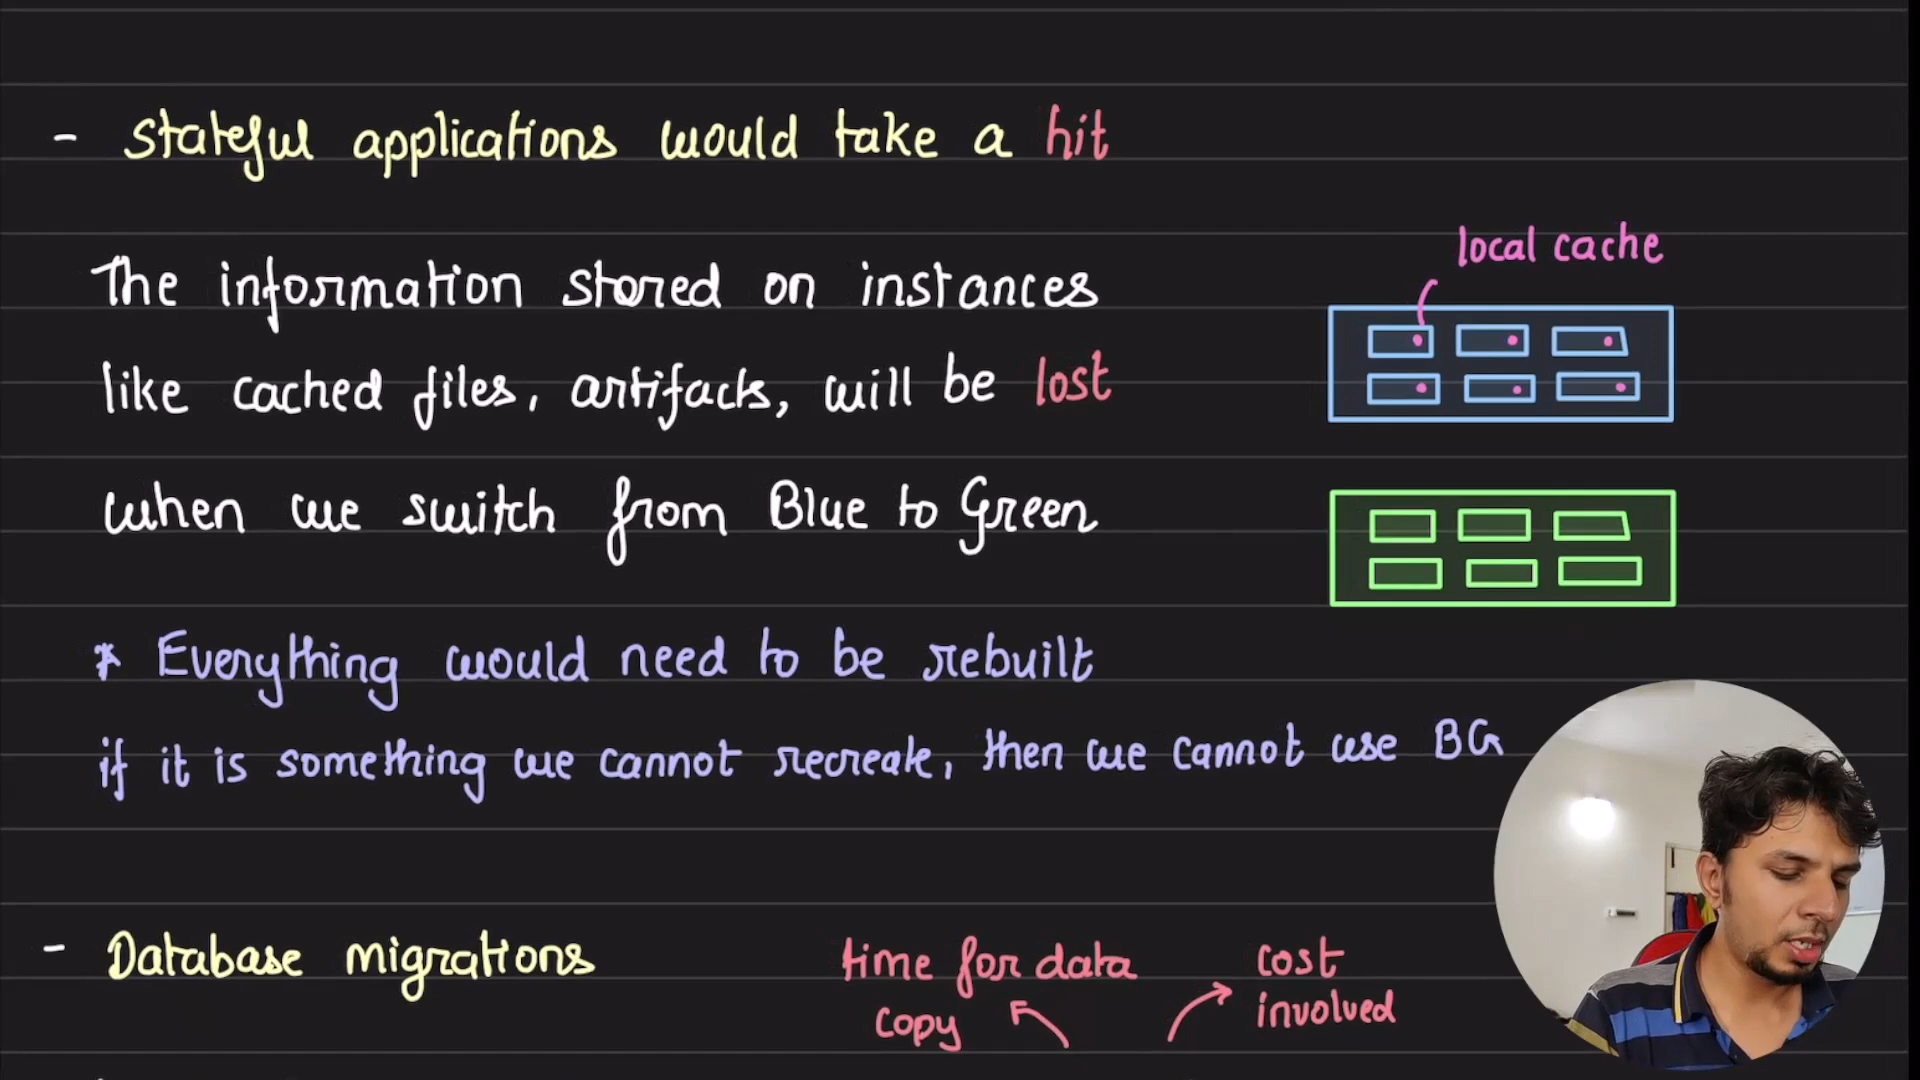 - Stateful applications would take a hit
local cache
The information stored on instances
like cached files, artifacts, will be lost
when we switch from Blue to Green
* Everything would need to be rebuilt
if it is something we cannot recreate, then we cannot use BG
- Database migrations
time for data
copy
cost
involved